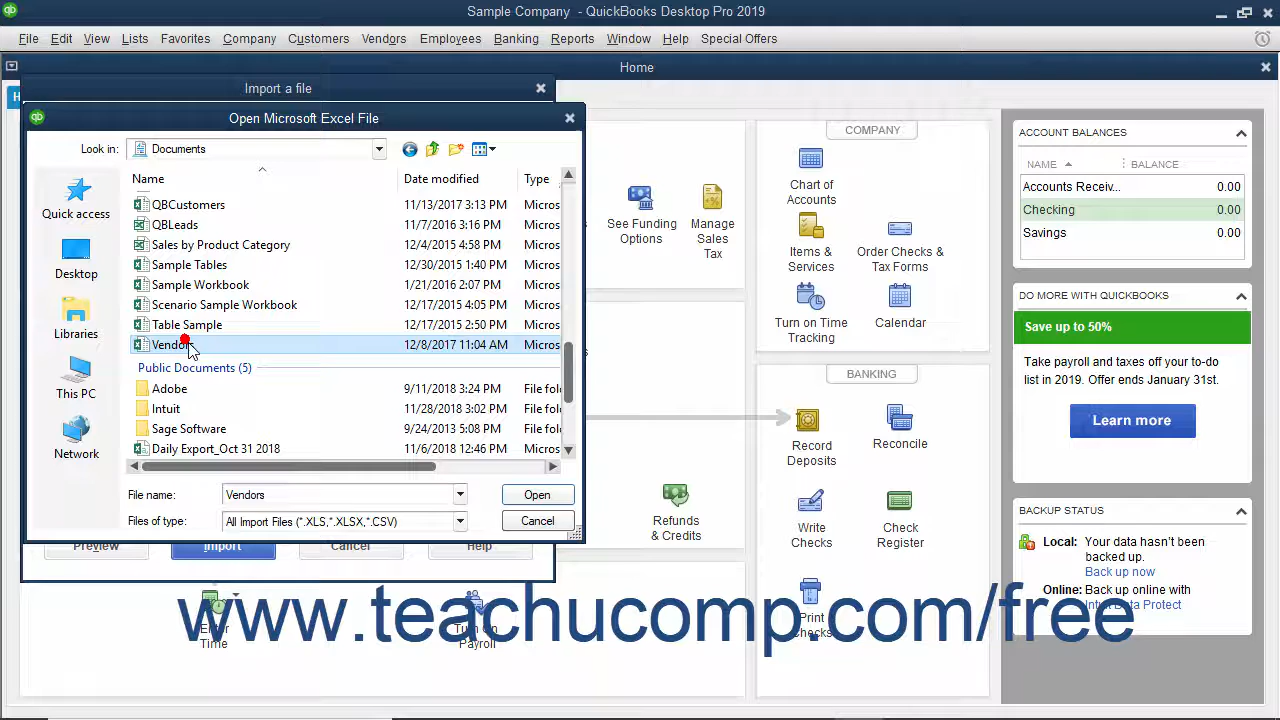 Sample Company - QuickBooks Desktop Pro 2019
File Edit View Lists Favorites Company Customers Vendors Employees Banking Reports Window Help Special Offers
Home
Import a file
Open Microsoft Excel File
Look in: Documents
Name Date modified Type
QBCustomers 11/13/2017 3:13 PM Micros
QBLeads 11/7/2016 3:16 PM Micros
Sales by Product Category 12/4/2015 4:58 PM Micros
Sample Tables 12/30/2015 1:40 PM Micros
Sample Workbook 1/21/2016 2:07 PM Micros
Scenario Sample Workbook 12/17/2015 4:05 PM Micros
Table Sample 12/17/2015 2:50 PM Micros
Vendors 12/8/2017 11:04 AM Micros
Public Documents (5)
Adobe 9/11/2018 3:24 PM File fol
Intuit 11/28/2018 3:02 PM File fol
Sage Software 9/24/2013 5:08 PM File fol
Daily Export_Oct 31 2018 11/6/2018 12:46 PM Micros
Quick access
Desktop
Libraries
This PC
Network
File name: Vendors Open
Files of type: All Import Files (*.XLS,*.XLSX,*.CSV) Cancel
Preview Import Cancel Help
See Funding
Options
Manage
Sales
Tax
Refunds
& Credits
Enter
Time
Turn on
Payroll
COMPANY
Chart of
Accounts
Items &
Services
Order Checks &
Tax Forms
Turn on Time
Tracking
Calendar
BANKING
Record
Deposits
Reconcile
Write
Checks
Check
Register
Print
Checks
ACCOUNT BALANCES
NAME BALANCE
Accounts Receiv... 0.00
Checking 0.00
Savings 0.00
DO MORE WITH QUICKBOOKS
Save up to 50%
Take payroll and taxes off your to-do
list in 2019. Offer ends January 31st.
Learn more
BACKUP STATUS
Local: Your data hasn't been
backed up.
Back up now
Online: Back up online with
Intuit Data Protect
www.teachucomp.com/free